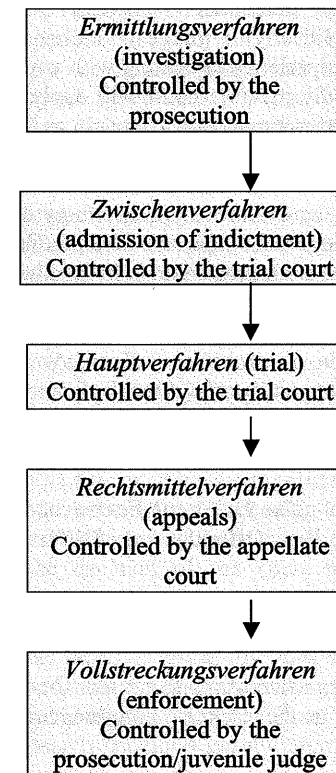 Ermittlungsverfahren
(investigation)
Controlled by the
prosecution
Zwischenverfahren
(admission of indictment)
Controlled by the trial court
Hauptverfahren (trial)
Controlled by the trial court
Rechtsmittelverfahren
(appeals)
Controlled by the appellate
court
Vollstreckungsverfahren
(enforcement)
Controlled by the
prosecution/juvenile judge